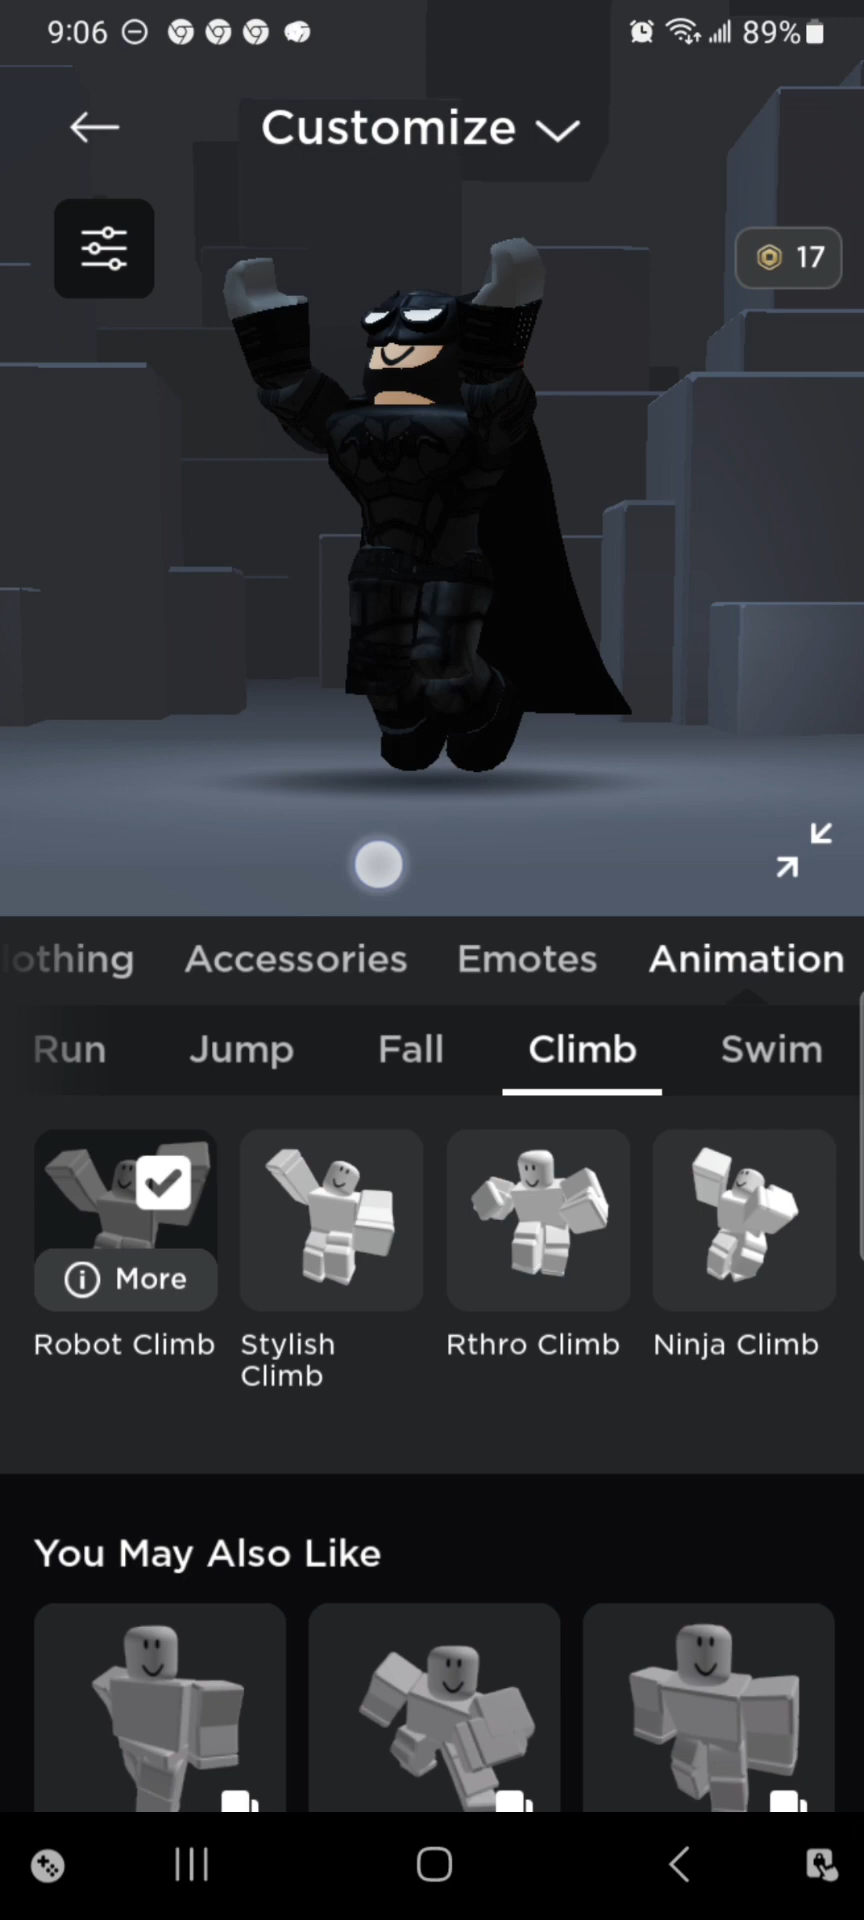 9:06
89%
Customize
17
lothing Accessories Emotes Animation
Run Jump Fall Climb Swim
More
Robot Climb
Stylish
Climb
Rthro Climb
Ninja Climb
You May Also Like